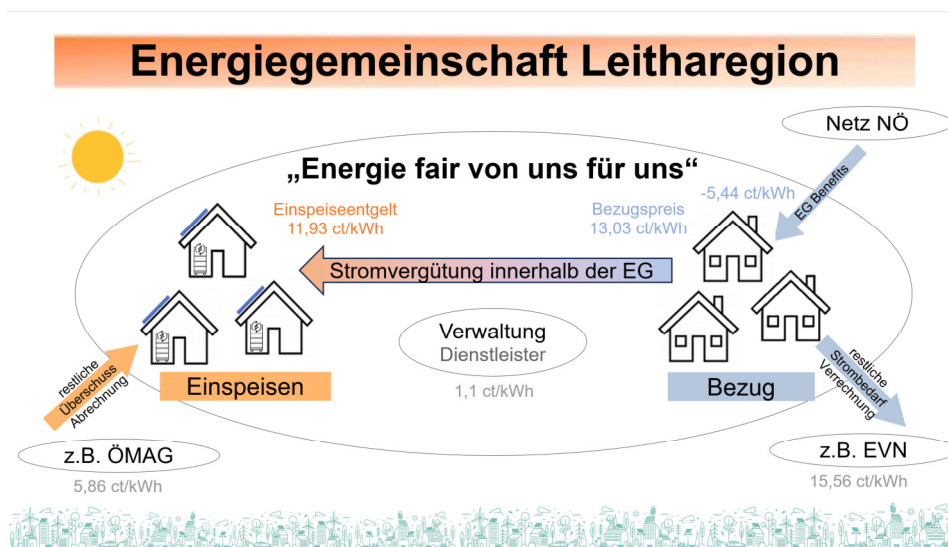 Energiegemeinschaft Leitharegion
Netz NÖ
„Energie fair von uns für uns“
-5,44 ct/kWh
EG Benefits
Einspeiseentgelt
11,93 ct/kWh
Bezugspreis
13,03 ct/kWh
Stromvergütung innerhalb der EG
Verwaltung
Dienstleister
1,1 ct/kWh
restliche
Überschuss
Abrechnung
Einspeisen
Bezug
restliche
Strombedarf
Verrechnung
z.B. ÖMAG
5,86 ct/kWh
z.B. EVN
15,56 ct/kWh